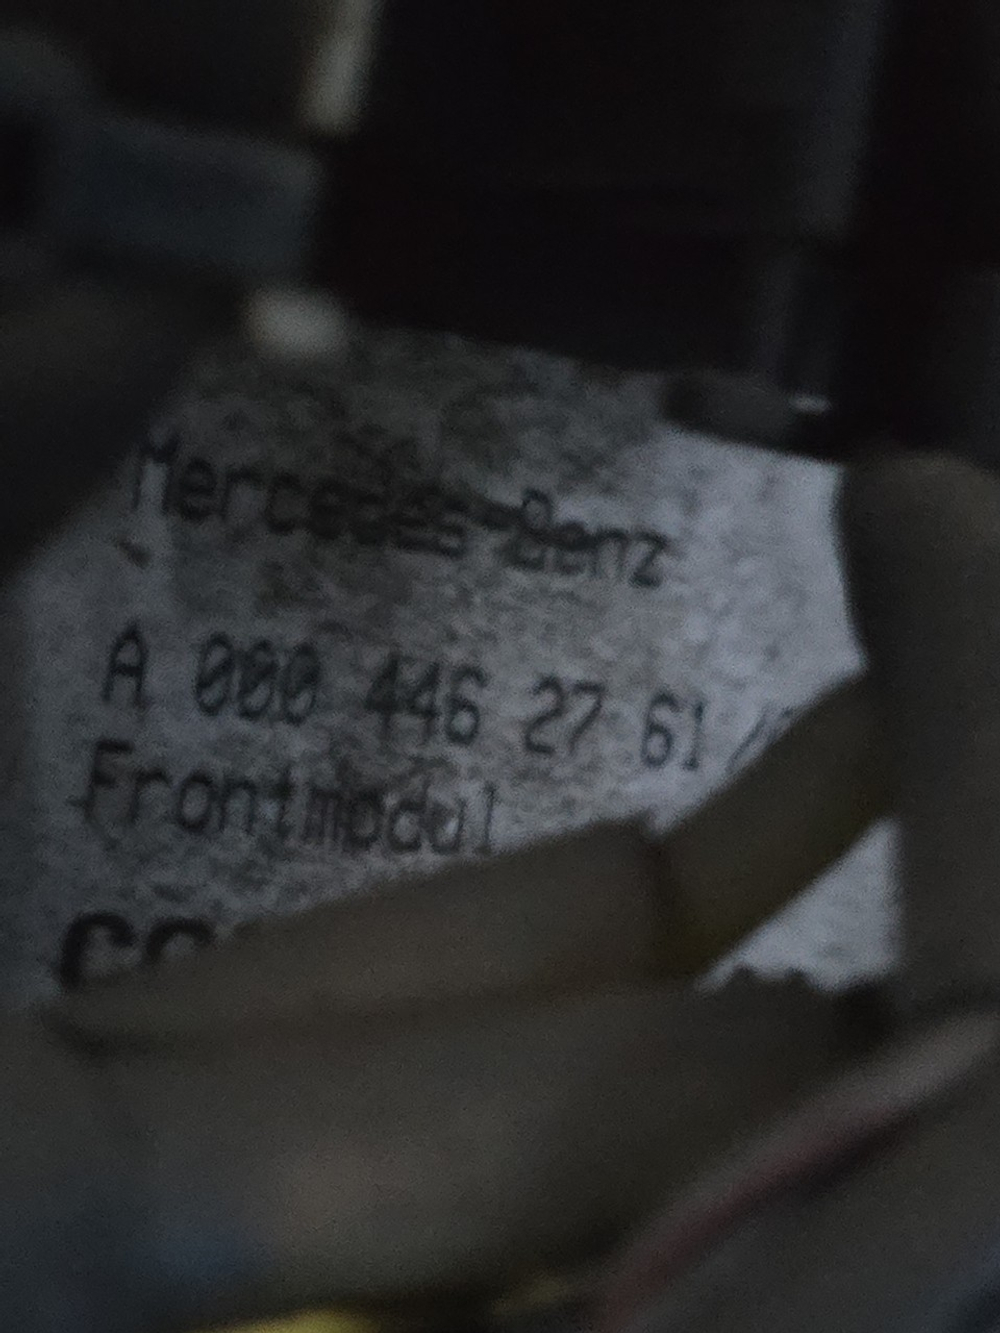 Mercedes-Benz
A 000 446 27 61 /
Frontmodul